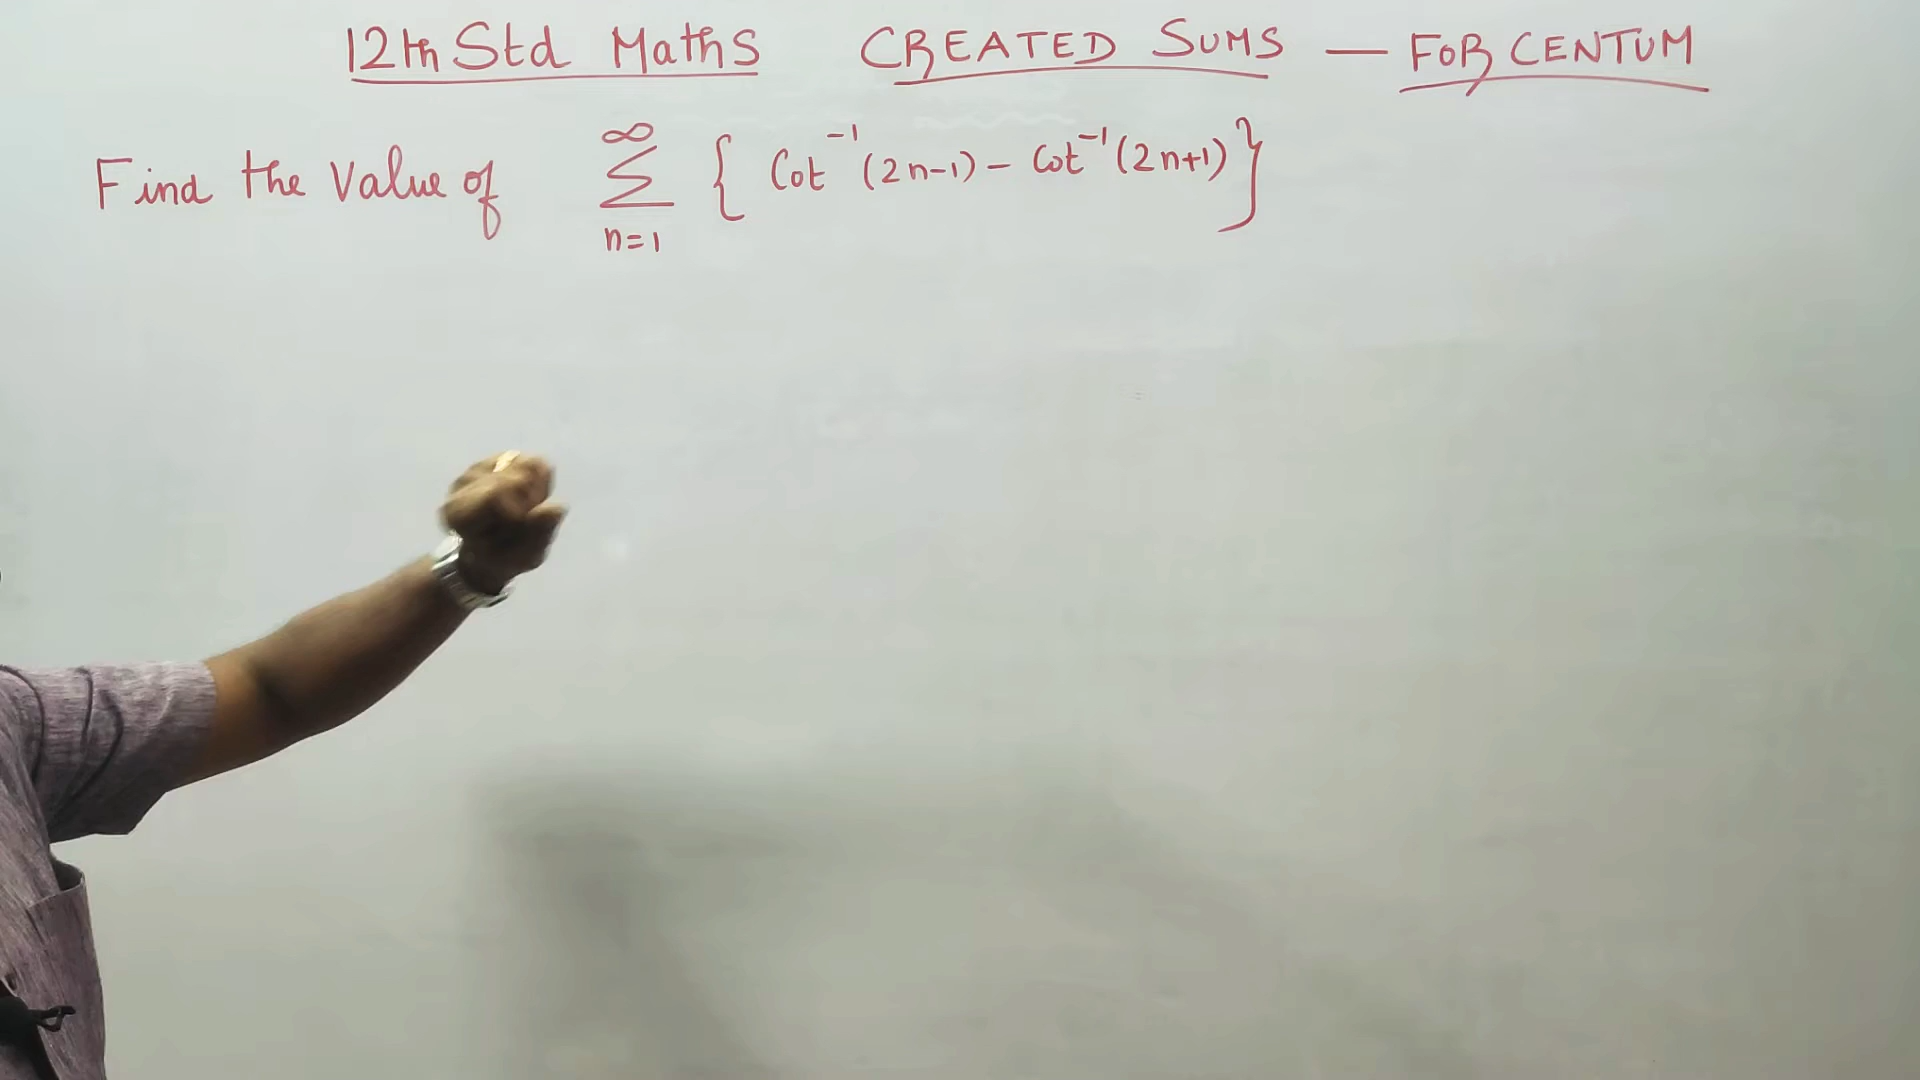 12th Std Maths CREATED SUMS — FOR CENTUM
Find the Value of ∞∑n=1 { Cot⁻¹(2n-1) - Cot⁻¹(2n+1) }